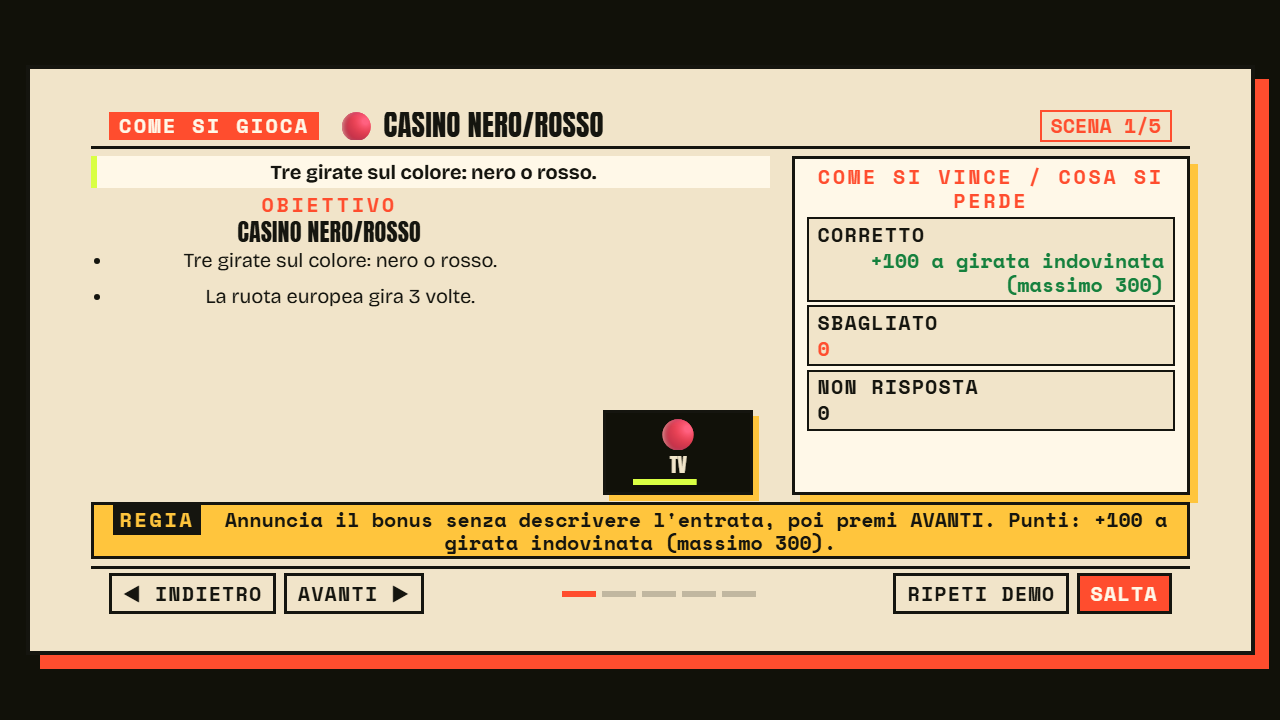 COME SI GIOCA
CASINO NERO/ROSSO
SCENA 1/5
Tre girate sul colore: nero o rosso.
OBIETTIVO
CASINO NERO/ROSSO
• Tre girate sul colore: nero o rosso.
• La ruota europea gira 3 volte.
TV
COME SI VINCE / COSA SI
PERDE
CORRETTO
+100 a girata indovinata
(massimo 300)
SBAGLIATO
0
NON RISPOSTA
0
REGIA
Annuncia il bonus senza descrivere l'entrata, poi premi AVANTI. Punti: +100 a
girata indovinata (massimo 300).
◀ INDIETRO
AVANTI ▶
RIPETI DEMO
SALTA